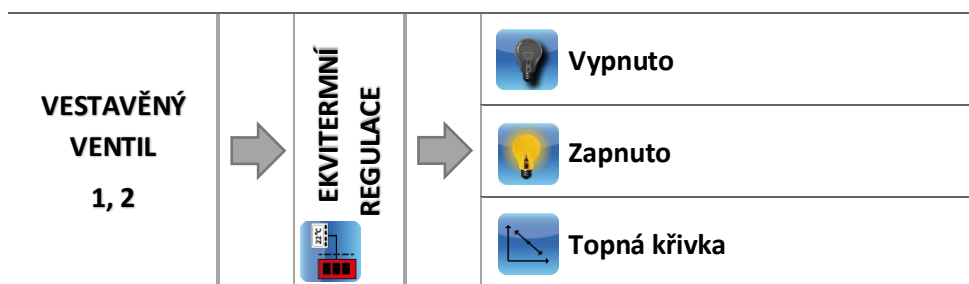 VESTAVĚNÝ
VENTIL
1, 2
EKVITERMNÍ
REGULACE
22°C
Vypnuto
Zapnuto
Topná křivka